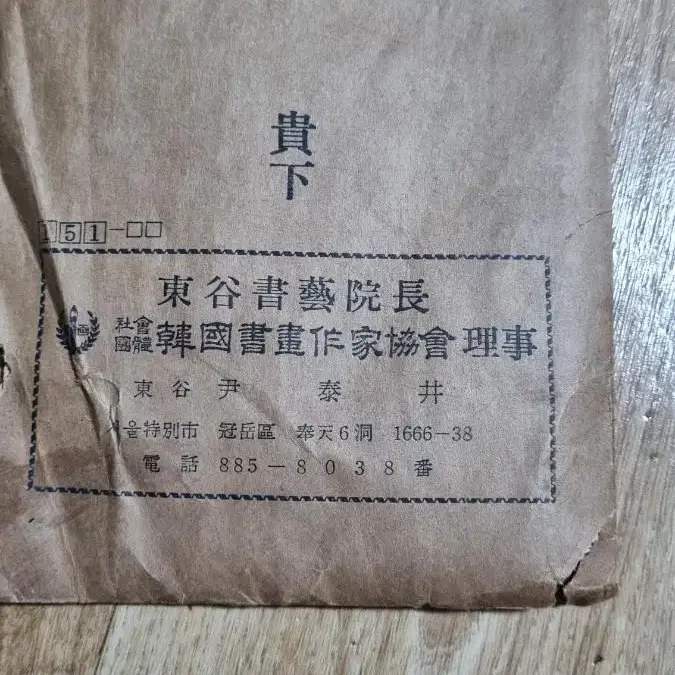 貴下
151-□□
東谷書藝院長
社會團體 韓國書畫作家協會 理事
東谷 尹泰井
서울特別市 冠岳區 奉天6洞 1666-38
電話 885-8038番